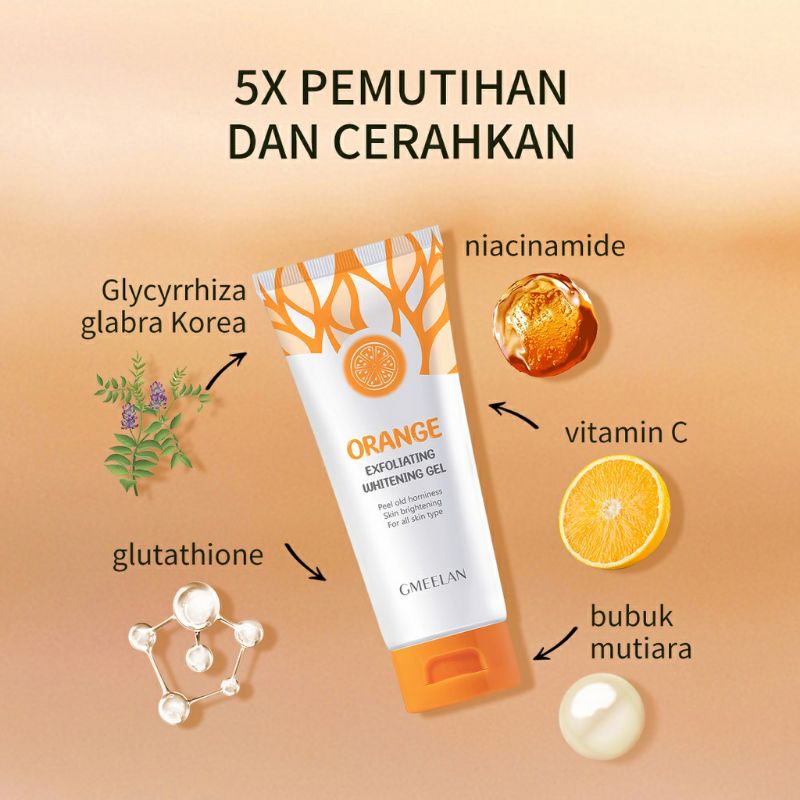 5X PEMUTIHAN
DAN CERAHKAN
niacinamide
Glycyrrhiza
glabra Korea
vitamin C
ORANGE
EXFOLIATING
WHITENING GEL
Peel old horniness
Skin brightening
For all skin type
GMEELAN
glutathione
bubuk
mutiara